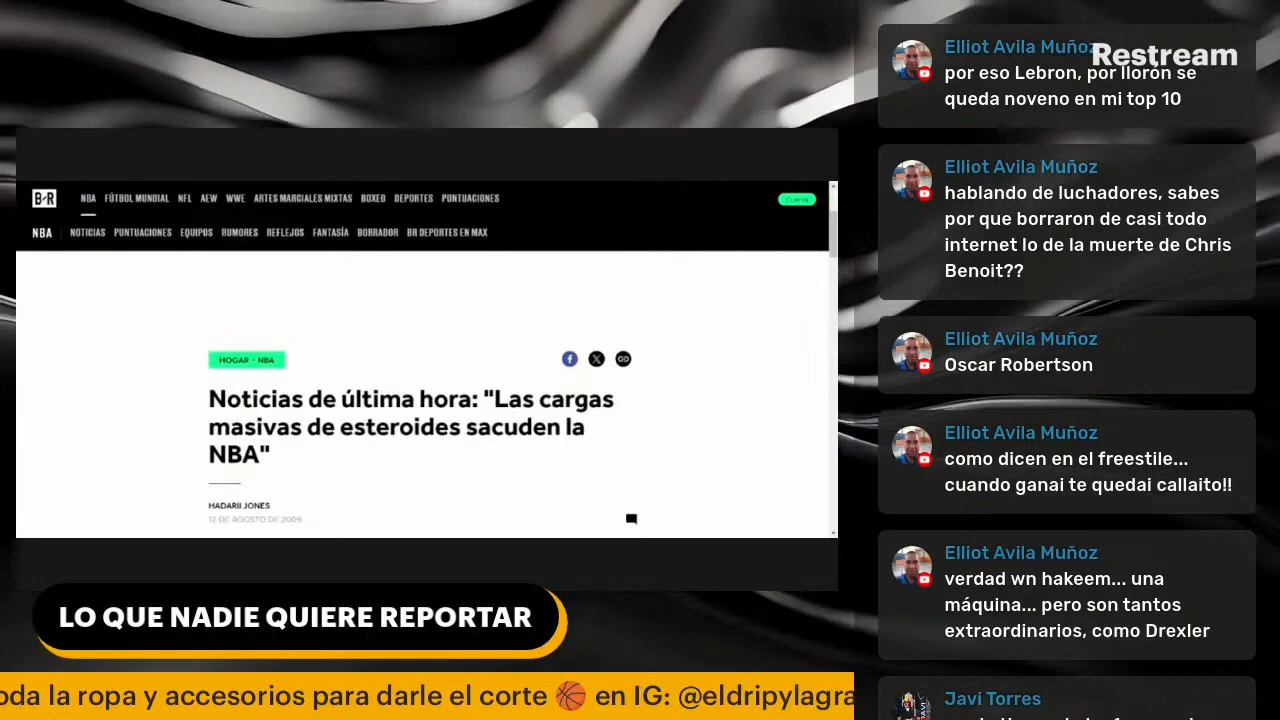 B/R
NBA FÚTBOL MUNDIAL NFL AEW WWE ARTES MARCIALES MIXTAS BOXEO DEPORTES PUNTUACIONES
Cuenta
NBA NOTICIAS PUNTUACIONES EQUIPOS RUMORES REFLEJOS FANTASÍA BORRADOR BR DEPORTES EN MAX
HOGAR - NBA
Noticias de última hora: "Las cargas
masivas de esteroides sacuden la
NBA"
HADARII JONES
12 DE AGOSTO DE 2009
LO QUE NADIE QUIERE REPORTAR
oda la ropa y accesorios para darle el corte 🏀 en IG: @eldripylagra
Restream
Elliot Avila Muñoz
por eso Lebron, por lloron se
queda noveno en mi top 10
Elliot Avila Muñoz
hablando de luchadores, sabes
por que borraron de casi todo
internet lo de la muerte de Chris
Benoit??
Elliot Avila Muñoz
Oscar Robertson
Elliot Avila Muñoz
como dicen en el freestile...
cuando ganai te quedai callaito!!
Elliot Avila Muñoz
verdad wn hakeem... una
máquina... pero son tantos
extraordinarios, como Drexler
Javi Torres